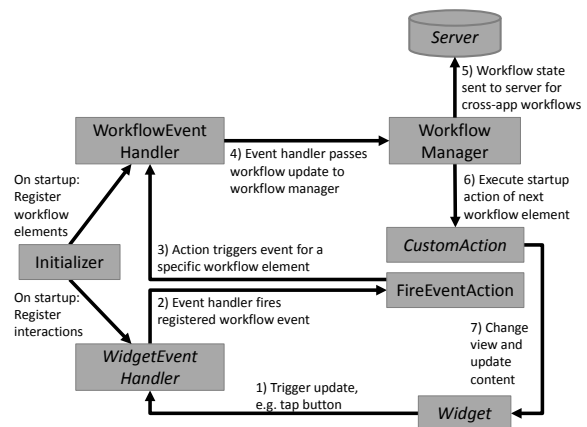 Server
5) Workflow state
sent to server for
cross-app workflows
WorkflowEvent
Handler
4) Event handler passes
workflow update to
workflow manager
Workflow
Manager
On startup:
Register
workflow
elements
6) Execute startup
action of next
workflow element
3) Action triggers event for a
specific workflow element
CustomAction
Initializer
FireEventAction
On startup:
Register
interactions
2) Event handler fires
registered workflow event
7) Change
view and
update
content
WidgetEvent
Handler
1) Trigger update,
e.g. tap button
Widget